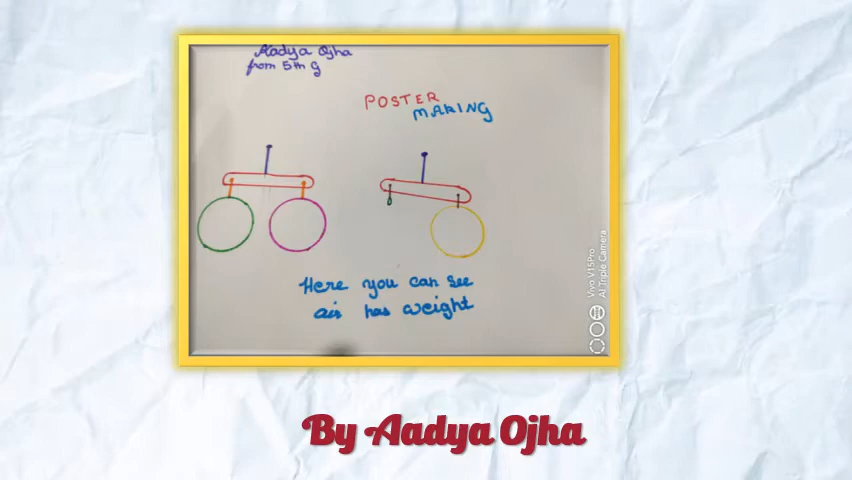 Aadya Ojha
from 5th G
POSTER
MAKING
Here you can see
air has weight
Vivo V15Pro
AI Triple Camera
By Aadya Ojha